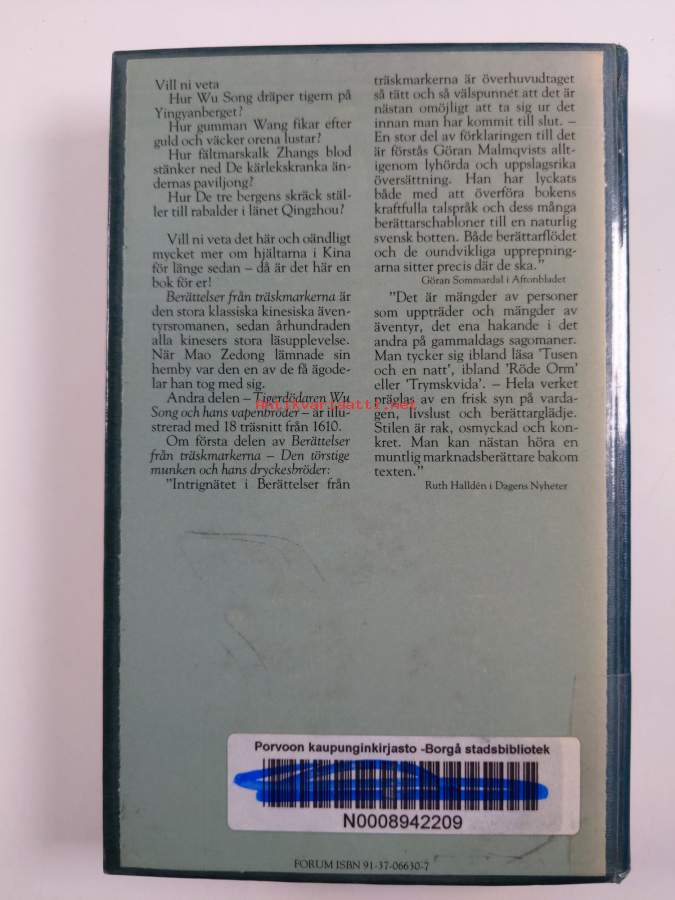 Vill ni veta
Hur Wu Song dräper tigern på
Yingyanberget?
Hur gumman Wang fikar efter
guld och väcker orena lustar?
Hur fältmarskalk Zhangs blod
stänker ned De kärlekskranka än-
dernas paviljong?
Hur De tre bergens skräck stäl-
ler till rabalder i länet Qingzhou?
Vill ni veta det här och oändligt
mycket mer om hjältarna i Kina
för länge sedan – då är det här en
bok för er!
Berättelser från träskmarkerna är
den stora klassiska kinesiska även-
tyrsromanen, sedan århundraden
alla kinesers stora läsupplevelse.
När Mao Zedong lämnade sin
hemby var den en av de få ägode-
lar han tog med sig.
Andra delen – Tigerdödaren Wu
Song och hans vapenbröder – är illu-
strerad med 18 träsnitt från 1610.
Om första delen av Berättelser
från träskmarkerna – Den törstige
munken och hans dryckesbröder:
"Intrignätet i Berättelser från
träskmarkerna är överhuvudtaget
så tätt och så välspunnet att det är
nästan omöjligt att ta sig ur det
innan man har kommit till slut. –
En stor del av förklaringen till det
är förstås Göran Malmqvists allt-
igenom lyhörda och uppslagsrika
översättning. Han har lyckats
både med att överföra bokens
kraftfulla talspråk och dess många
berättarschabloner till en naturlig
svensk botten. Både berättarflödet
och de oundvikliga upprepning-
arna sitter precis där de ska."
Göran Sommardal i Aftonbladet
"Det är mängder av personer
som uppträder och mängder av
äventyr, det ena hakande i det
andra på gammaldags sagomaner.
Man tycker sig ibland läsa 'Tusen
och en natt', ibland 'Röde Orm'
eller 'Trymskvida'. – Hela verket
präglas av en frisk syn på varda-
gen, livslust och berättarglädje.
Stilen är rak, osmyckad och kon-
kret. Man kan nästan höra en
muntlig marknadsberättare bakom
texten."
Ruth Halldén i Dagens Nyheter
antikvariaatti.net
Porvoon kaupunginkirjasto -Borgå stadsbibliotek
N0008942209
FORUM ISBN 91-37-06630-7